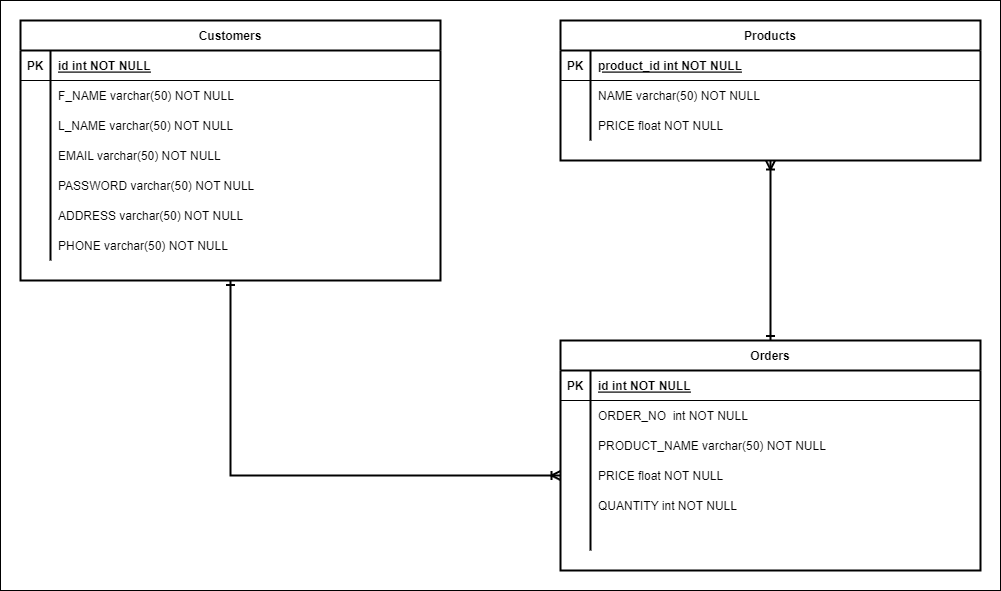 Customers
PK id int NOT NULL
F_NAME varchar(50) NOT NULL
L_NAME varchar(50) NOT NULL
EMAIL varchar(50) NOT NULL
PASSWORD varchar(50) NOT NULL
ADDRESS varchar(50) NOT NULL
PHONE varchar(50) NOT NULL
Products
PK product_id int NOT NULL
NAME varchar(50) NOT NULL
PRICE float NOT NULL
Orders
PK id int NOT NULL
ORDER_NO  int NOT NULL
PRODUCT_NAME varchar(50) NOT NULL
PRICE float NOT NULL
QUANTITY int NOT NULL